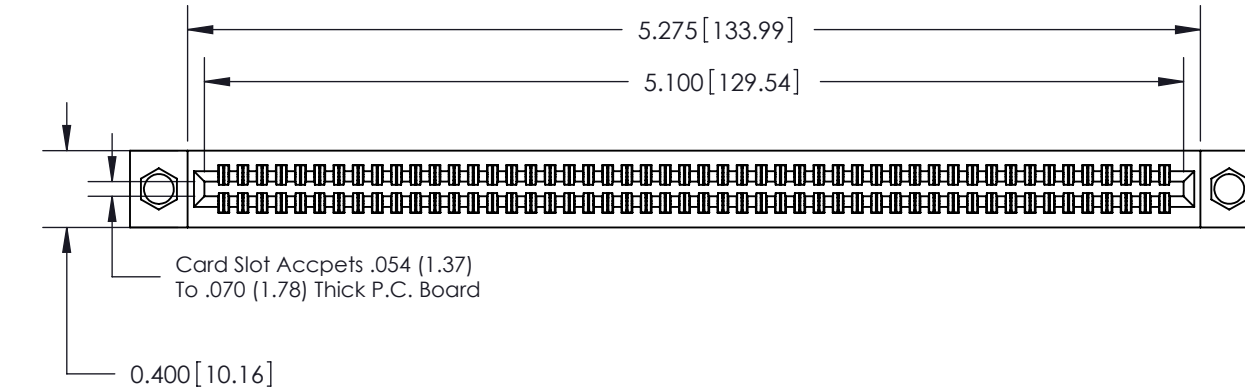 5.275[133.99]
5.100[129.54]
Card Slot Accpets .054 (1.37)
To .070 (1.78) Thick P.C. Board
0.400[10.16]